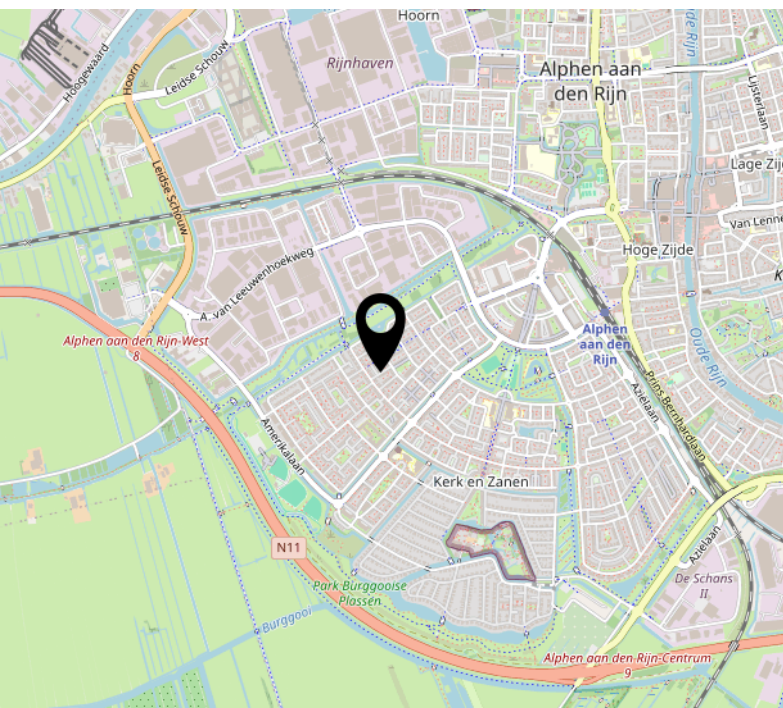 Hoorn
Rijnhaven
Hoogewaard
Hoorn
Leidse Schouw
Alphen aan
den Rijn
de Rijn
Lijsterlaan
Leidse Schouw
Lage Zij
Van Lenne
Hoge Zijde
K
A. van Leeuwenhoekweg
Alphen aan den Rijn-West
8
Alphen
aan den
Rijn
Oude Rijn
Prins Bernhardlaan
Azielaan
Amerikalaan
Kerk en Zanen
N11
Azielaan
De Schans
II
Park Burggooise
Plassen
Burggooi
Alphen aan den Rijn-Centrum
9